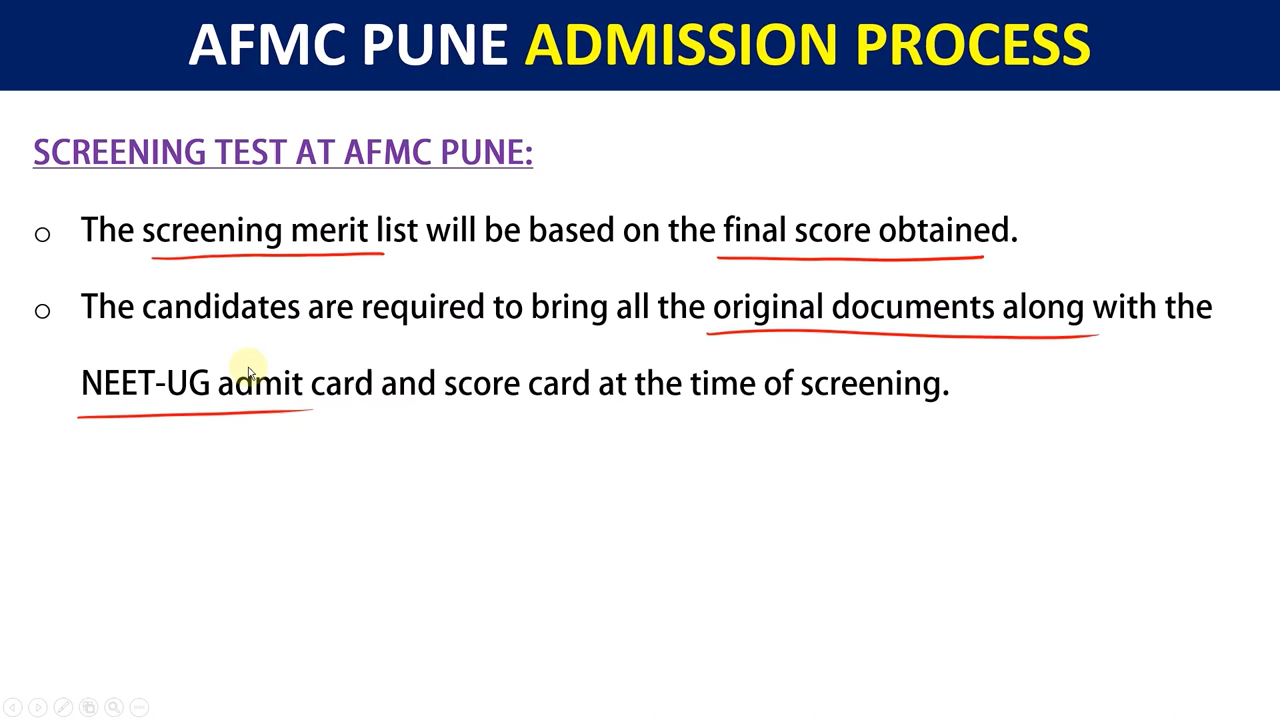 AFMC PUNE ADMISSION PROCESS
SCREENING TEST AT AFMC PUNE:
The screening merit list will be based on the final score obtained.
The candidates are required to bring all the original documents along with the
NEET-UG admit card and score card at the time of screening.